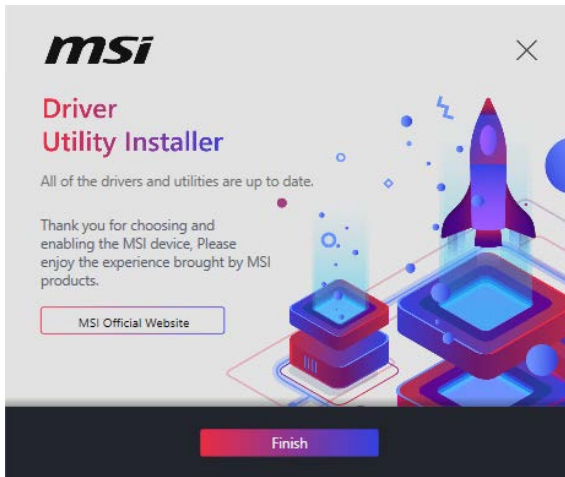 msi
Driver
Utility Installer
All of the drivers and utilities are up to date.
Thank you for choosing and
enabling the MSI device, Please
enjoy the experience brought by MSI
products.
MSI Official Website
Finish